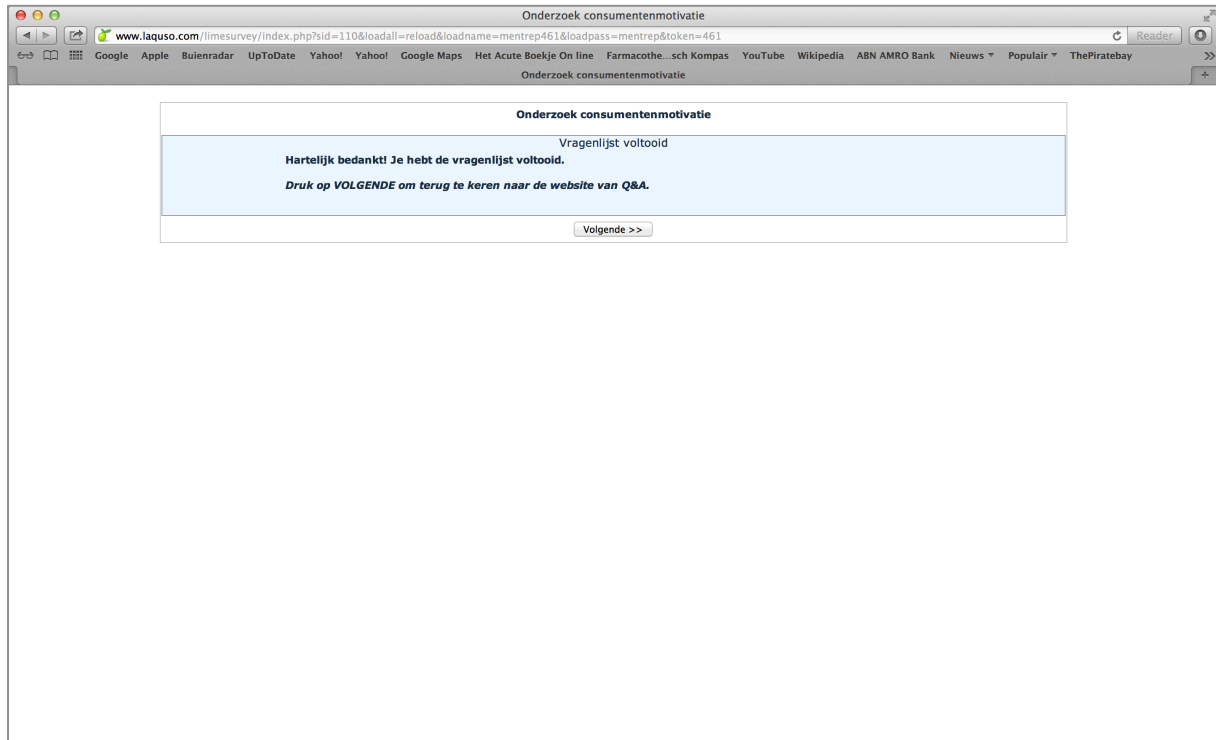 Onderzoek consumentenmotivatie
www.laquso.com/limesurvey/index.php?sid=110&loadall=reload&loadname=mentrep461&loadpass=mentrep&token=461
Reader
Google Apple Buienradar UpToDate Yahoo! Yahoo! Google Maps Het Acute Boekje On line Farmacothe...sch Kompas YouTube Wikipedia ABN AMRO Bank Nieuws Populair ThePiratebay
Onderzoek consumentenmotivatie
Onderzoek consumentenmotivatie
Vragenlijst voltooid
Hartelijk bedankt! Je hebt de vragenlijst voltooid.
Druk op VOLGENDE om terug te keren naar de website van Q&A.
Volgende >>